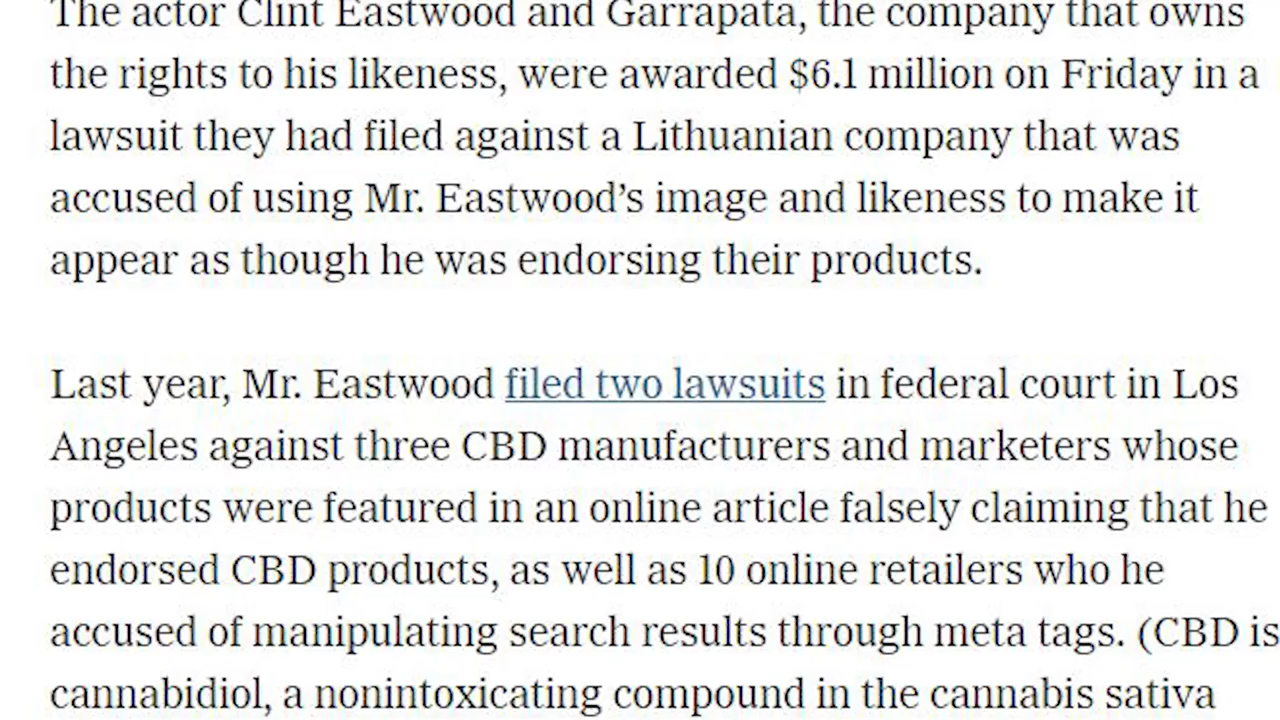 The actor Clint Eastwood and Garrapata, the company that owns
the rights to his likeness, were awarded $6.1 million on Friday in a
lawsuit they had filed against a Lithuanian company that was
accused of using Mr. Eastwood’s image and likeness to make it
appear as though he was endorsing their products.
Last year, Mr. Eastwood filed two lawsuits in federal court in Los
Angeles against three CBD manufacturers and marketers whose
products were featured in an online article falsely claiming that he
endorsed CBD products, as well as 10 online retailers who he
accused of manipulating search results through meta tags. (CBD is
cannabidiol, a nonintoxicating compound in the cannabis sativa